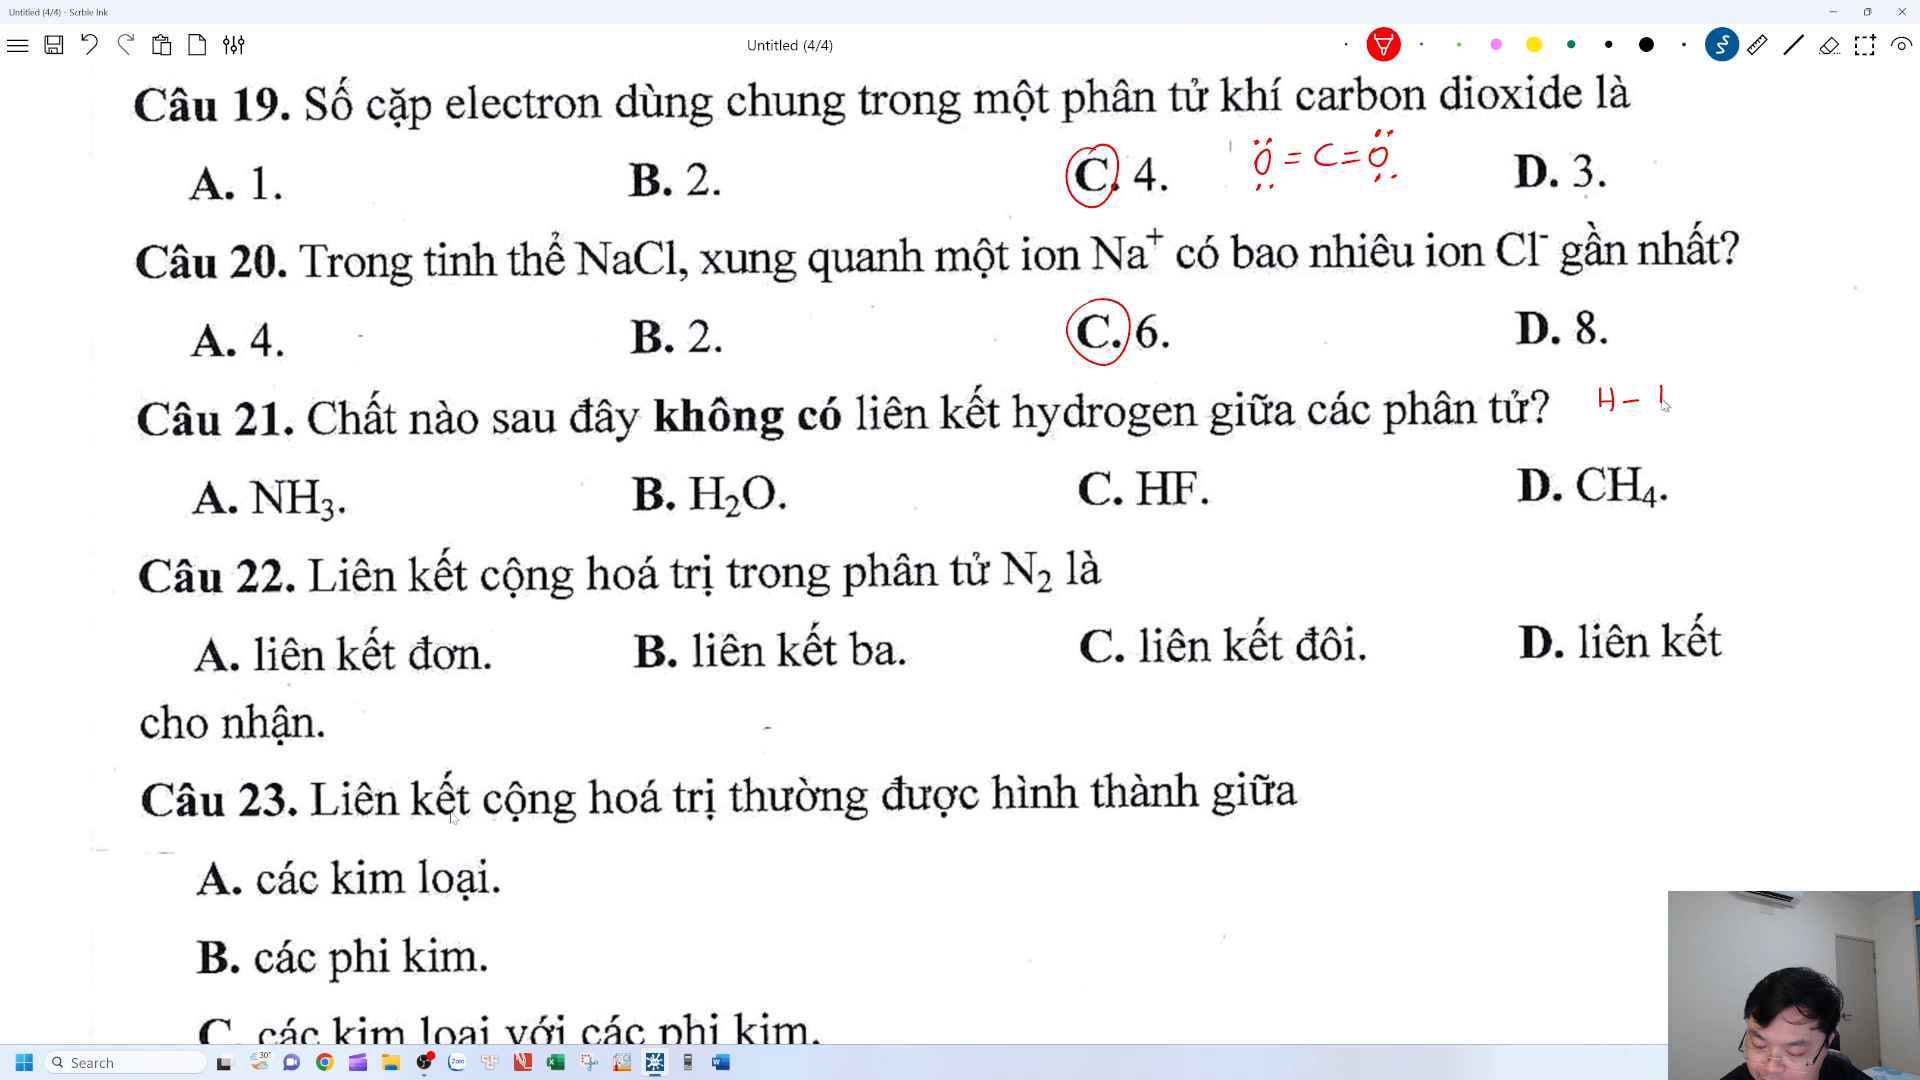 Untitled (4/4) - Scrble Ink
Untitled (4/4)
Câu 19. Số cặp electron dùng chung trong một phân tử khí carbon dioxide là
A. 1. B. 2. C. 4. O = C = O D. 3.
Câu 20. Trong tinh thể NaCl, xung quanh một ion Na⁺ có bao nhiêu ion Cl⁻ gần nhất?
A. 4. B. 2. C. 6. D. 8.
Câu 21. Chất nào sau đây không có liên kết hydrogen giữa các phân tử? H –
A. NH₃. B. H₂O. C. HF. D. CH₄.
Câu 22. Liên kết cộng hoá trị trong phân tử N₂ là
A. liên kết đơn. B. liên kết ba. C. liên kết đôi. D. liên kết
cho nhận.
Câu 23. Liên kết cộng hoá trị thường được hình thành giữa
A. các kim loại.
B. các phi kim.
C. các kim loại với các phi kim.
Search 30° Zalo